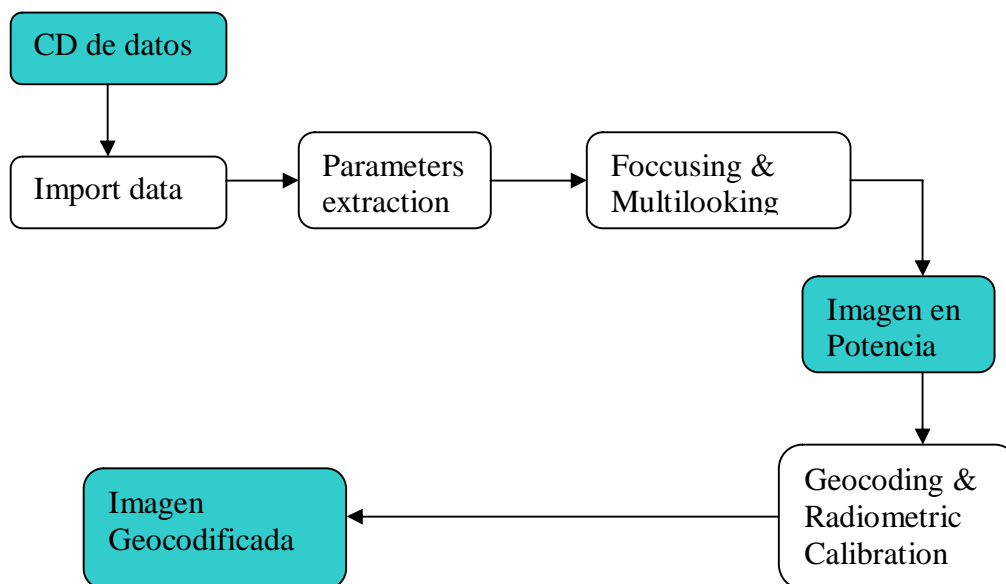 CD de datos
Import data
Parameters
extraction
Foccusing &
Multilooking
Imagen en
Potencia
Geocoding &
Radiometric
Calibration
Imagen
Geocodificada